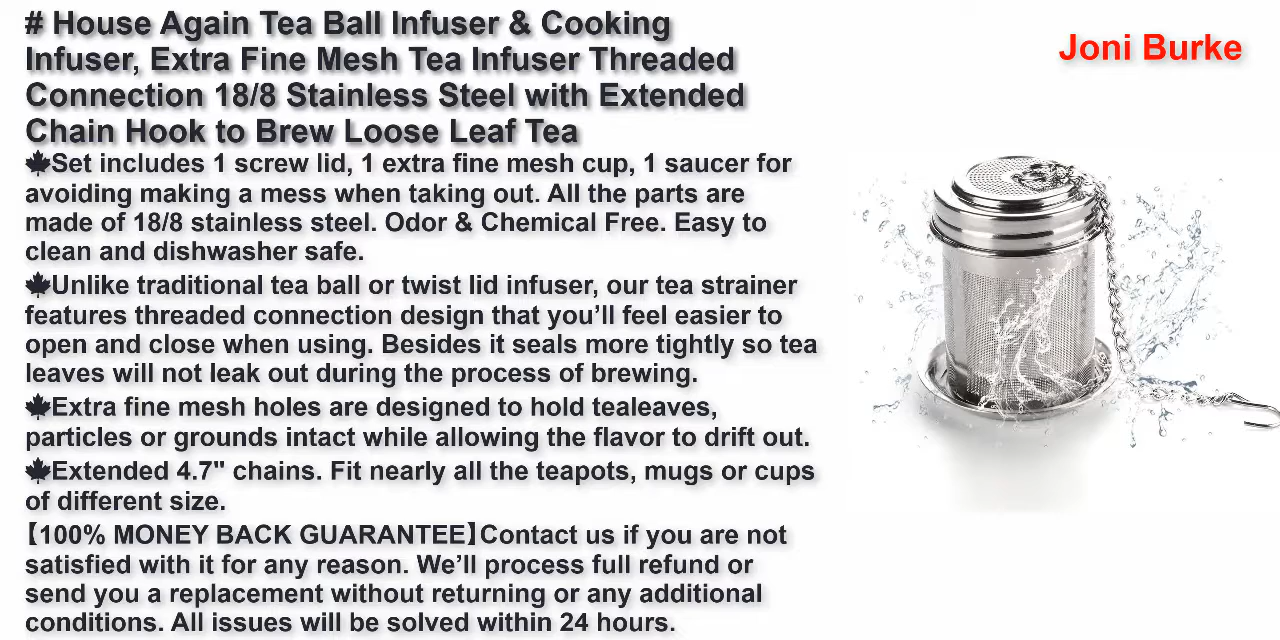 # House Again Tea Ball Infuser & Cooking
Infuser, Extra Fine Mesh Tea Infuser Threaded
Connection 18/8 Stainless Steel with Extended
Chain Hook to Brew Loose Leaf Tea
🍁Set includes 1 screw lid, 1 extra fine mesh cup, 1 saucer for
avoiding making a mess when taking out. All the parts are
made of 18/8 stainless steel. Odor & Chemical Free. Easy to
clean and dishwasher safe.
🍁Unlike traditional tea ball or twist lid infuser, our tea strainer
features threaded connection design that you’ll feel easier to
open and close when using. Besides it seals more tightly so tea
leaves will not leak out during the process of brewing.
🍁Extra fine mesh holes are designed to hold tealeaves,
particles or grounds intact while allowing the flavor to drift out.
🍁Extended 4.7" chains. Fit nearly all the teapots, mugs or cups
of different size.
【100% MONEY BACK GUARANTEE】Contact us if you are not
satisfied with it for any reason. We’ll process full refund or
send you a replacement without returning or any additional
conditions. All issues will be solved within 24 hours.
Joni Burke